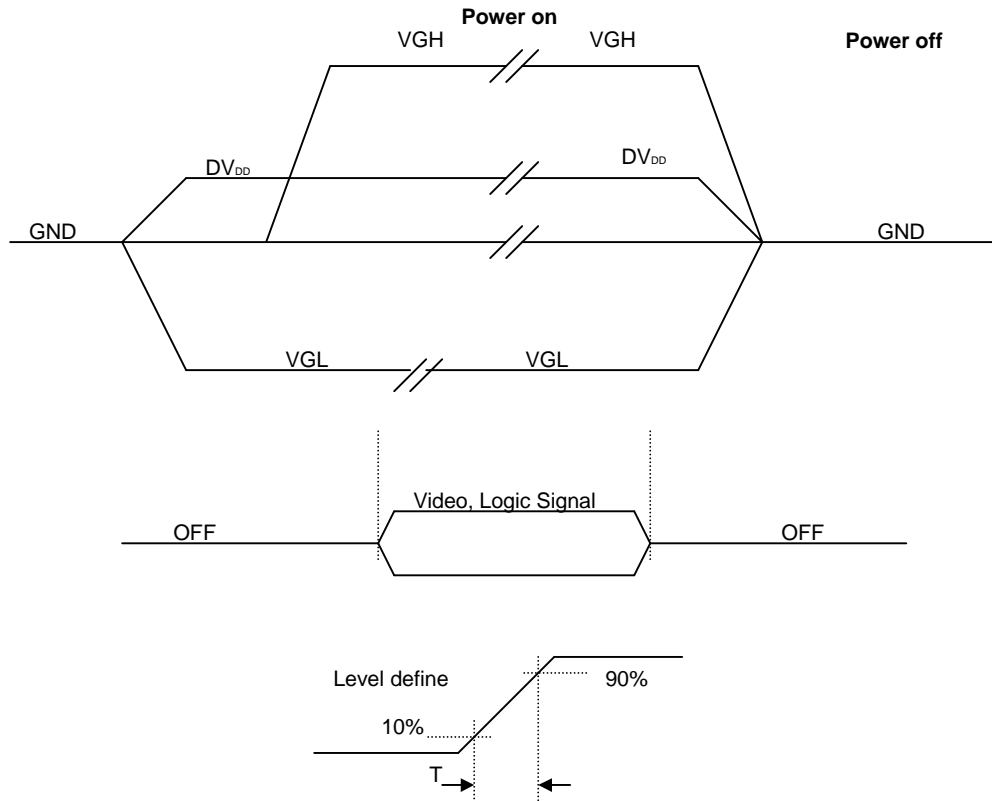 Power on
VGH
VGH
Power off
DVDD
DVDD
GND
GND
VGL
VGL
Video, Logic Signal
OFF
OFF
Level define
90%
10%
T